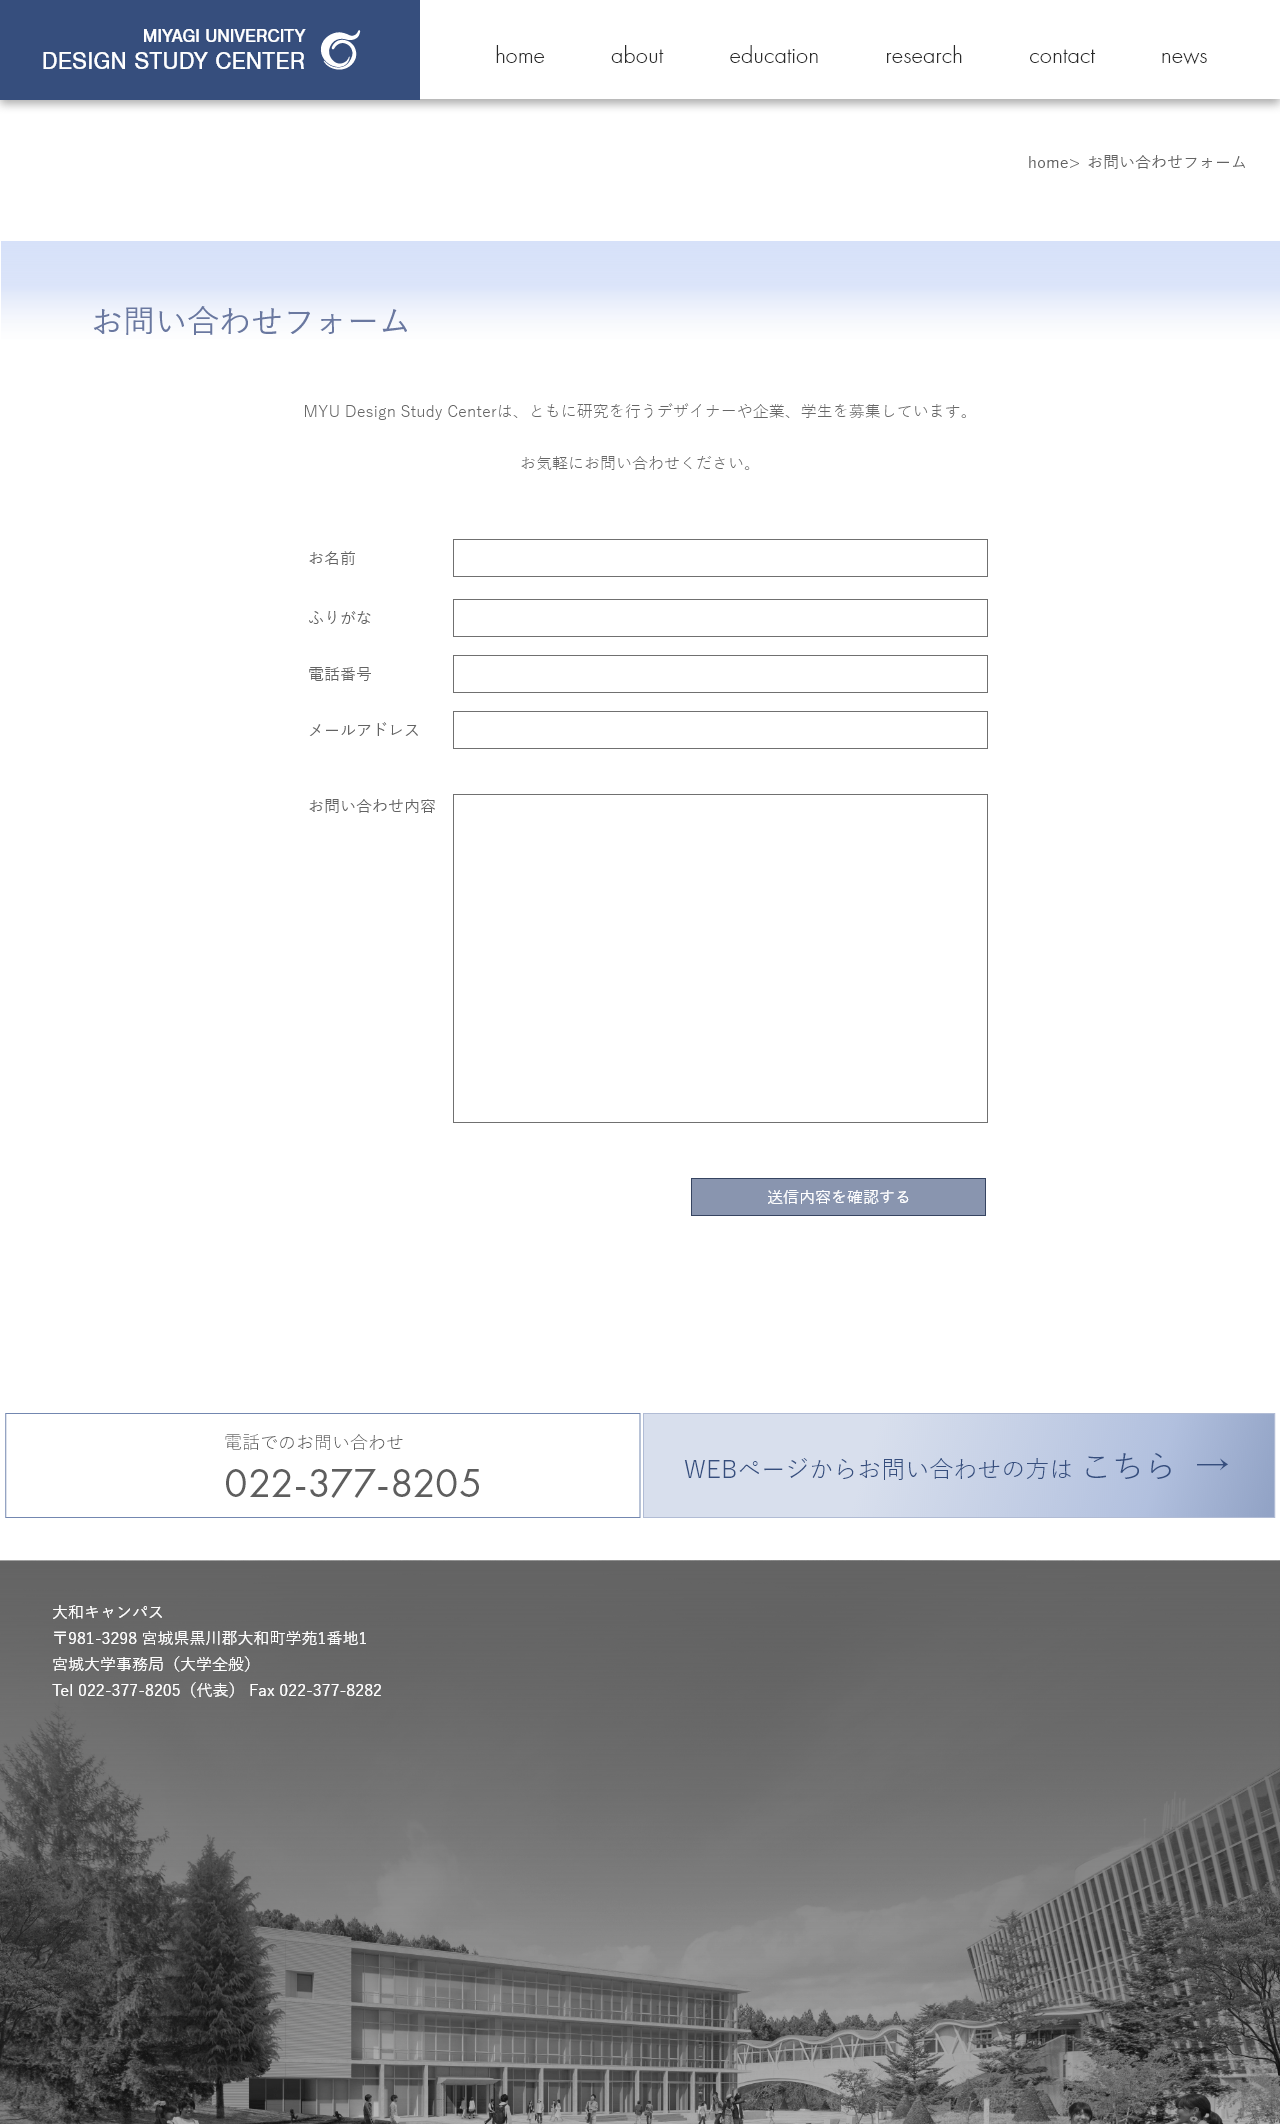 MIYAGI UNIVERCITY
DESIGN STUDY CENTER
home about education research contact news
home> お問い合わせフォーム
お問い合わせフォーム
MYU Design Study Centerは、ともに研究を行うデザイナーや企業、学生を募集しています。
お気軽にお問い合わせください。
お名前
ふりがな
電話番号
メールアドレス
お問い合わせ内容
送信内容を確認する
電話でのお問い合わせ
022-377-8205
WEBページからお問い合わせの方は こちら →
大和キャンパス
〒981-3298 宮城県黒川郡大和町学苑1番地1
宮城大学事務局（大学全般）
Tel 022-377-8205（代表） Fax 022-377-8282